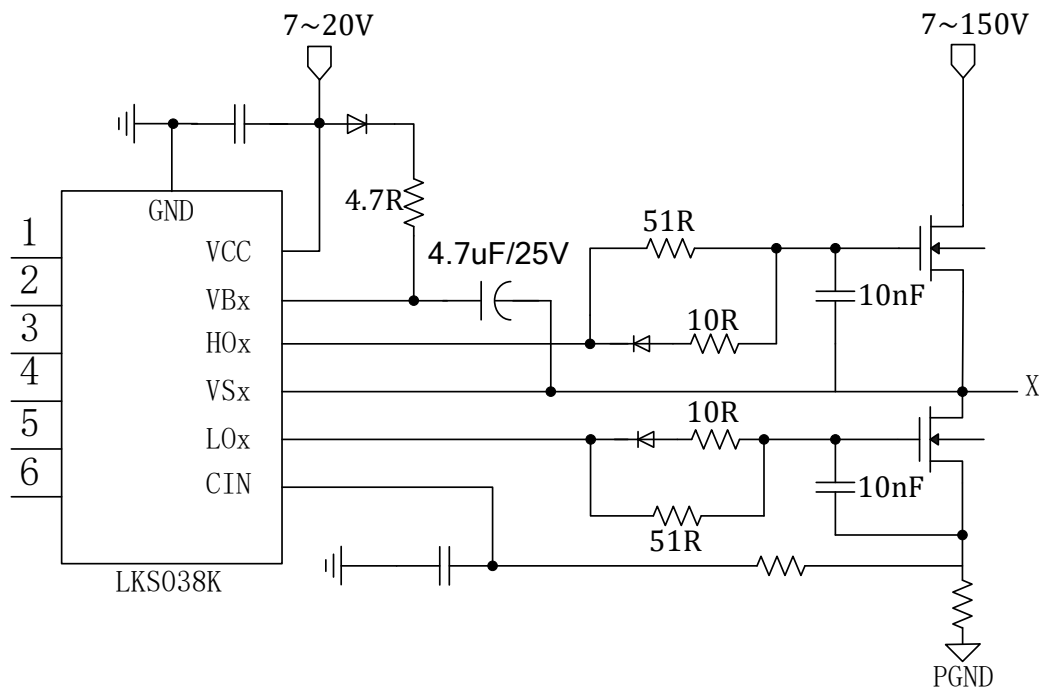 7~20V
7~150V
GND
4.7R
51R
1
VCC
4.7uF/25V
2
VBx
10nF
3
HOx
10R
4
VSx
X
10R
5
LOx
6
CIN
10nF
51R
LKS038K
PGND